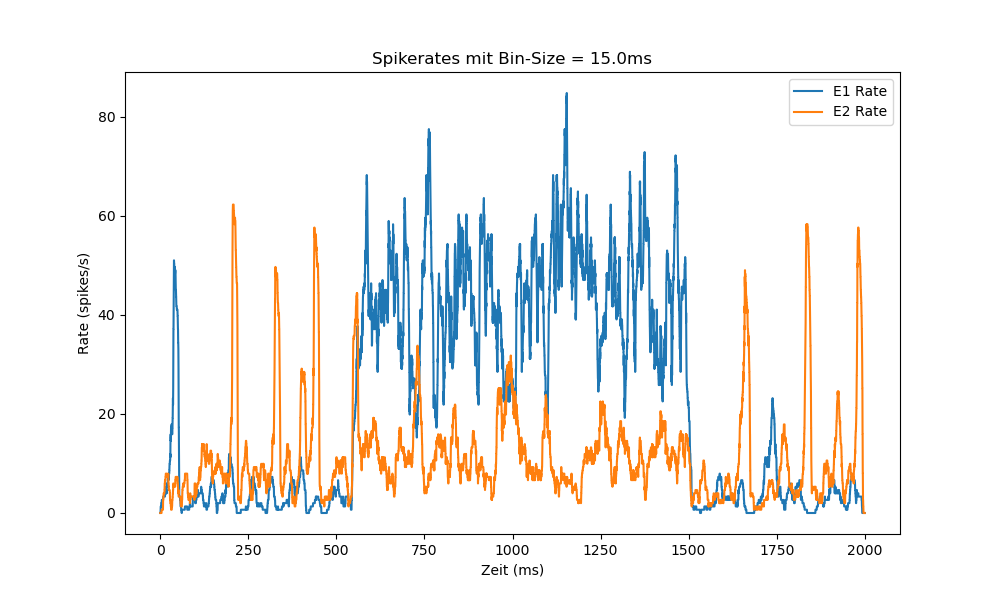 Spikerates mit Bin-Size = 15.0ms
E1 Rate
E2 Rate
Rate (spikes/s)
80
60
40
20
0
0 250 500 750 1000 1250 1500 1750 2000
Zeit (ms)